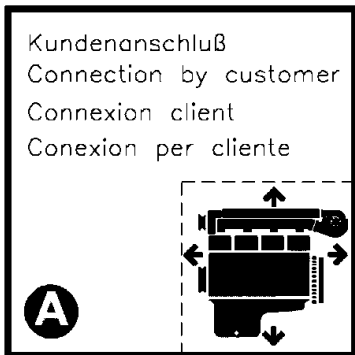 Kundenanschluß
Connection by customer
Connexion client
Conexion per cliente
A